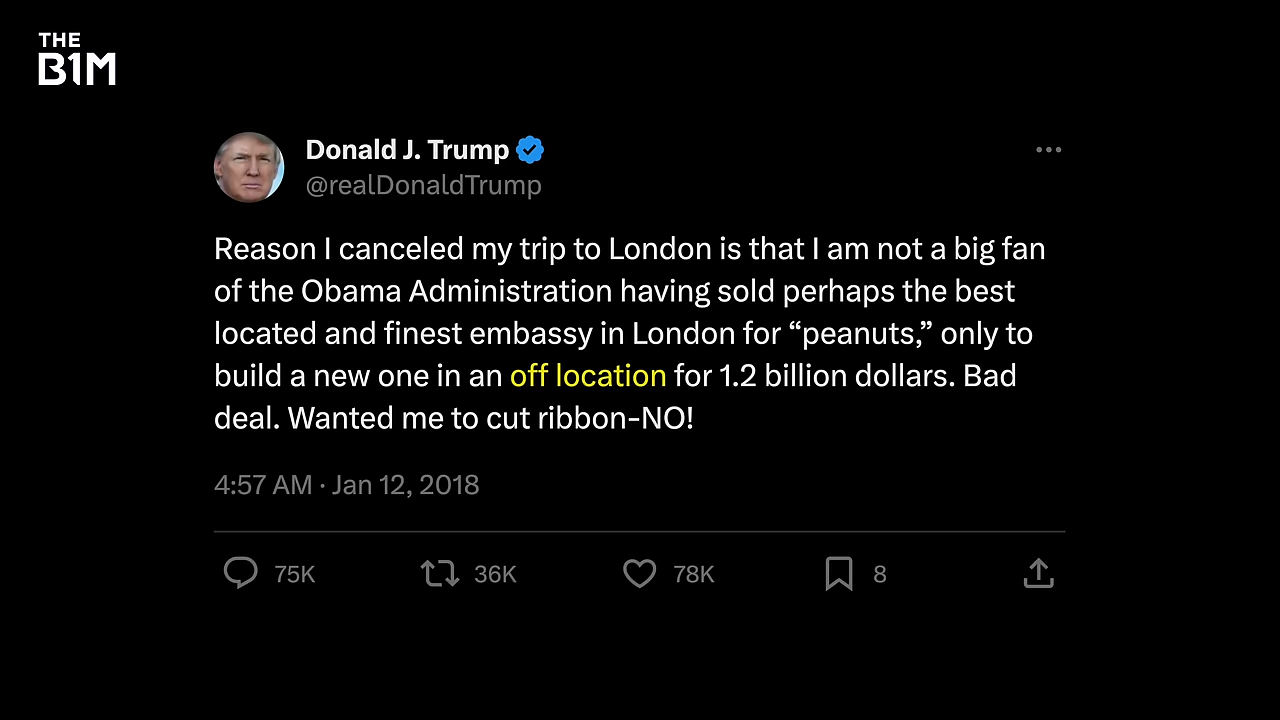 THE
B1M
Donald J. Trump
@realDonaldTrump
Reason I canceled my trip to London is that I am not a big fan
of the Obama Administration having sold perhaps the best
located and finest embassy in London for “peanuts,” only to
build a new one in an off location for 1.2 billion dollars. Bad
deal. Wanted me to cut ribbon-NO!
4:57 AM · Jan 12, 2018
75K 36K 78K 8